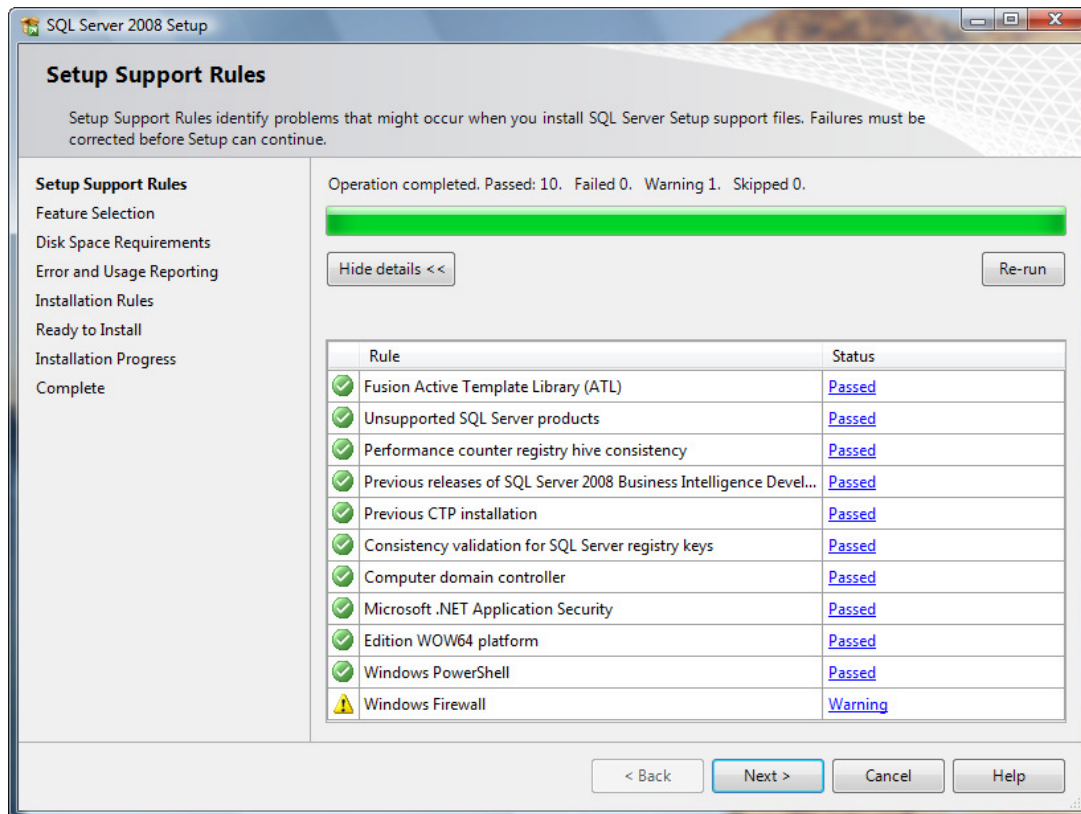 SQL Server 2008 Setup
Setup Support Rules
Setup Support Rules identify problems that might occur when you install SQL Server Setup support files. Failures must be
corrected before Setup can continue.
Setup Support Rules
Feature Selection
Disk Space Requirements
Error and Usage Reporting
Installation Rules
Ready to Install
Installation Progress
Complete
Operation completed. Passed: 10. Failed 0. Warning 1. Skipped 0.
Hide details <<
Re-run
Rule Status
Fusion Active Template Library (ATL) Passed
Unsupported SQL Server products Passed
Performance counter registry hive consistency Passed
Previous releases of SQL Server 2008 Business Intelligence Devel... Passed
Previous CTP installation Passed
Consistency validation for SQL Server registry keys Passed
Computer domain controller Passed
Microsoft .NET Application Security Passed
Edition WOW64 platform Passed
Windows PowerShell Passed
Windows Firewall Warning
< Back Next > Cancel Help